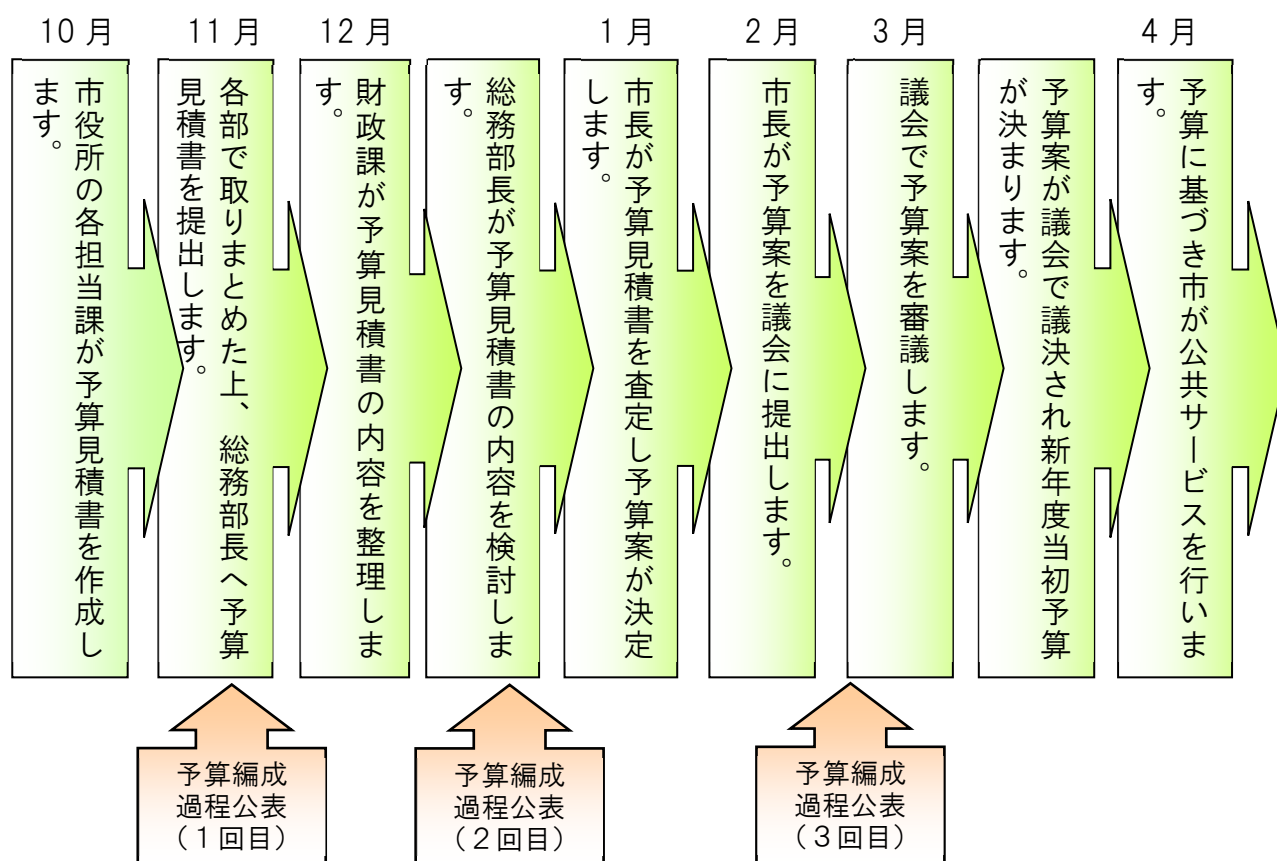 10月
11月
12月
1月
2月
3月
4月
市役所の各担当課が予算見積書を作成し
ます。
各部で取りまとめた上、総務部長へ予算
見積書を提出します。
財政課が予算見積書の内容を整理しま
す。
総務部長が予算見積書の内容を検討しま
す。
市長が予算見積書を査定し予算案が決定
します。
市長が予算案を議会に提出します。
議会で予算案を審議します。
予算案が議会で議決され新年度当初予算
が決まります。
予算に基づき市が公共サービスを行いま
す。
予算編成
過程公表
(1回目)
予算編成
過程公表
(2回目)
予算編成
過程公表
(3回目)